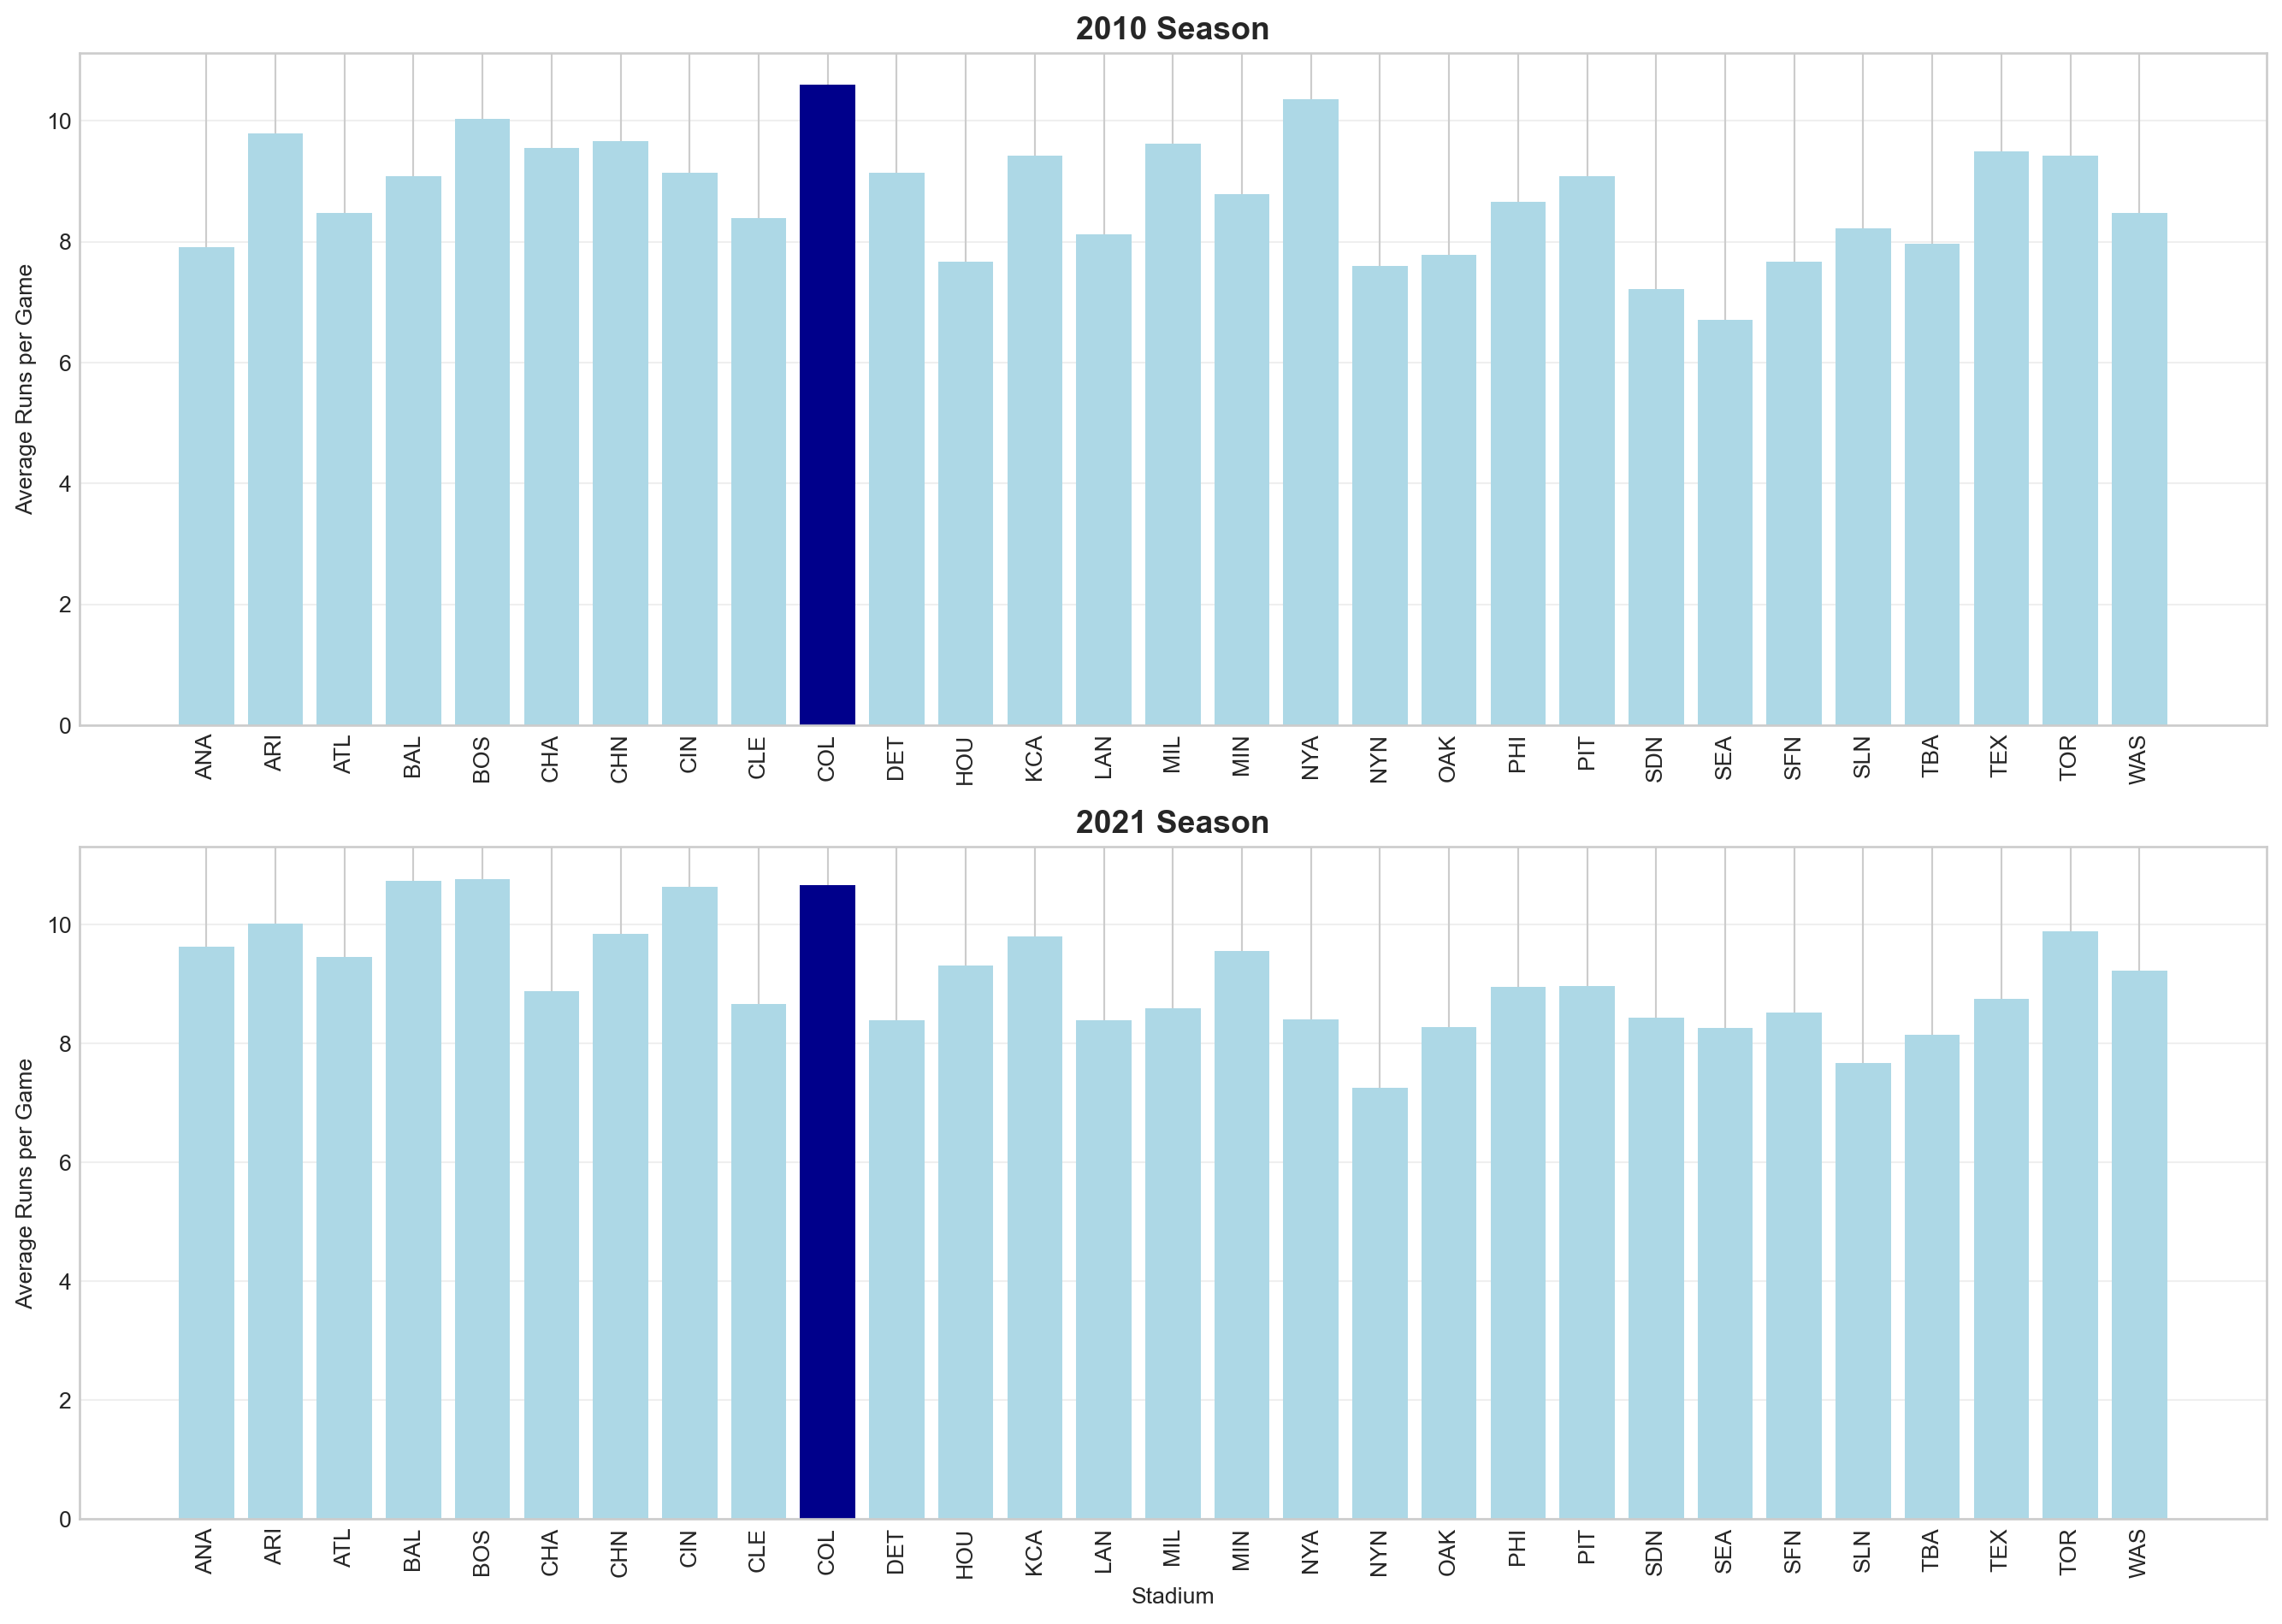 2010 Season
Average Runs per Game
10
8
6
4
2
0
ANA ARI ATL BAL BOS CHA CHN CIN CLE COL DET HOU KCA LAN MIL MIN NYA NYN OAK PHI PIT SDN SEA SFN SLN TBA TEX TOR WAS
2021 Season
Average Runs per Game
10
8
6
4
2
0
ANA ARI ATL BAL BOS CHA CHN CIN CLE COL DET HOU KCA LAN MIL MIN NYA NYN OAK PHI PIT SDN SEA SFN SLN TBA TEX TOR WAS
Stadium